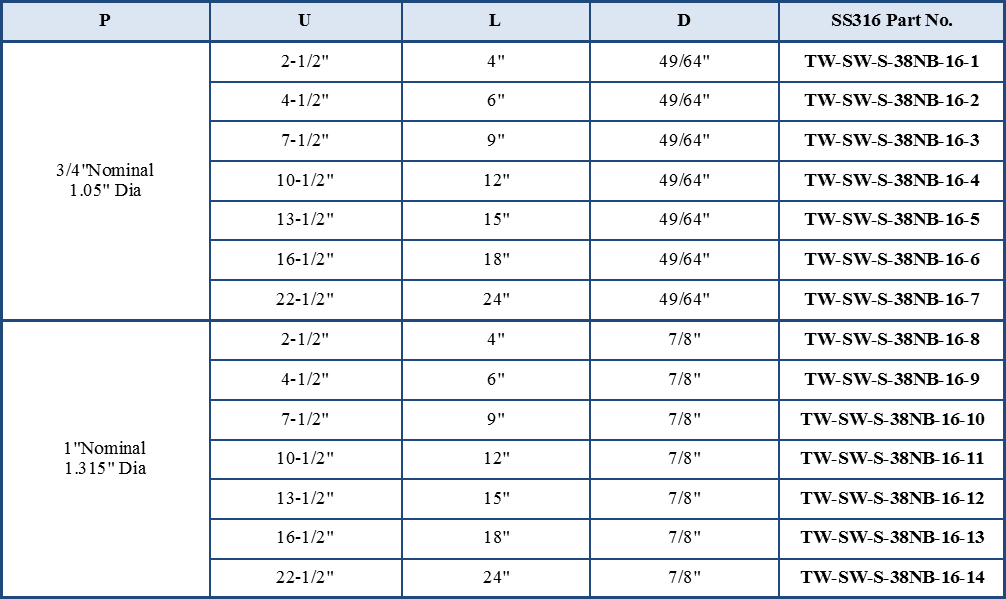 P U L D SS316 Part No.
3/4"Nominal
1.05" Dia
2-1/2" 4" 49/64" TW-SW-S-38NB-16-1
4-1/2" 6" 49/64" TW-SW-S-38NB-16-2
7-1/2" 9" 49/64" TW-SW-S-38NB-16-3
10-1/2" 12" 49/64" TW-SW-S-38NB-16-4
13-1/2" 15" 49/64" TW-SW-S-38NB-16-5
16-1/2" 18" 49/64" TW-SW-S-38NB-16-6
22-1/2" 24" 49/64" TW-SW-S-38NB-16-7
1"Nominal
1.315" Dia
2-1/2" 4" 7/8" TW-SW-S-38NB-16-8
4-1/2" 6" 7/8" TW-SW-S-38NB-16-9
7-1/2" 9" 7/8" TW-SW-S-38NB-16-10
10-1/2" 12" 7/8" TW-SW-S-38NB-16-11
13-1/2" 15" 7/8" TW-SW-S-38NB-16-12
16-1/2" 18" 7/8" TW-SW-S-38NB-16-13
22-1/2" 24" 7/8" TW-SW-S-38NB-16-14